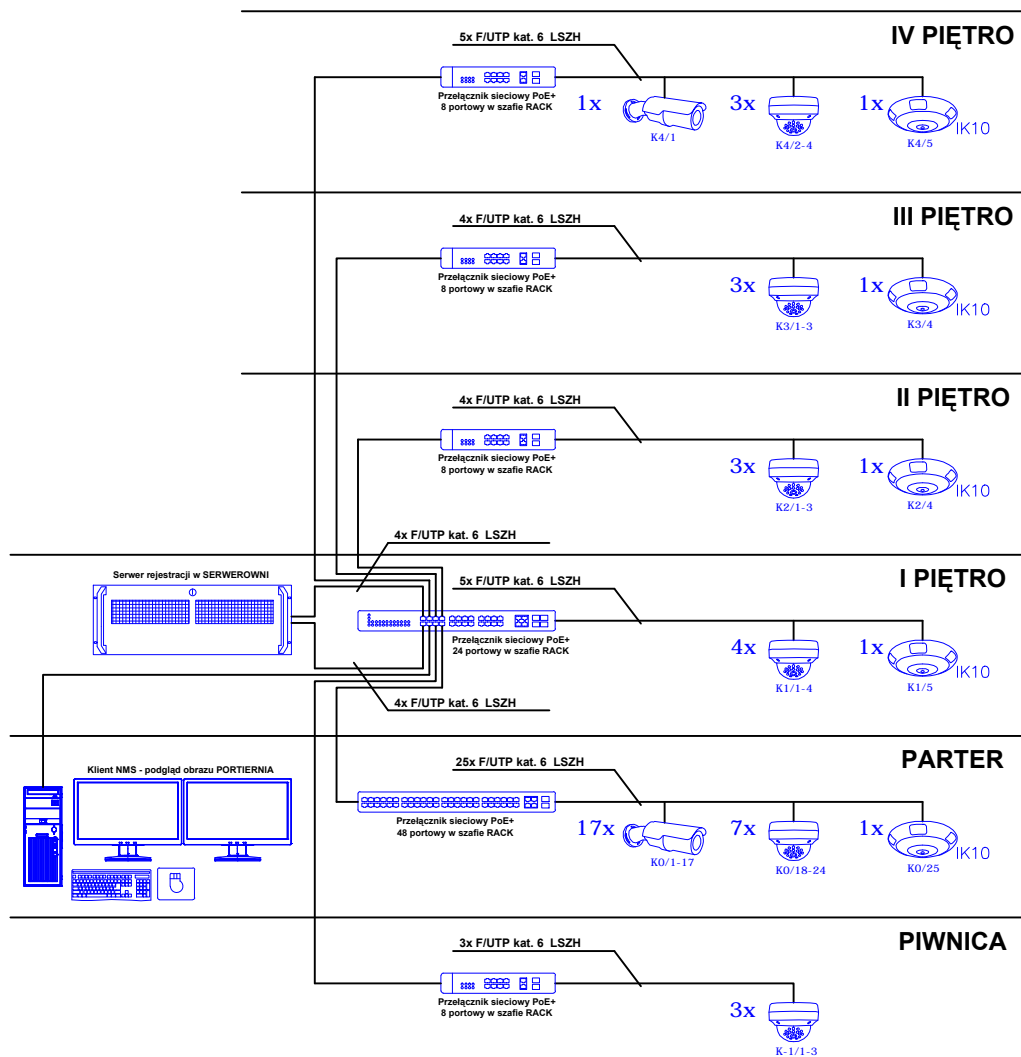 IV PIĘTRO
5x F/UTP kat. 6 LSZH
Przełącznik sieciowy PoE+
8 portowy w szafie RACK
1x
K4/1
3x
K4/2-4
1x
IK10
K4/5
III PIĘTRO
4x F/UTP kat. 6 LSZH
Przełącznik sieciowy PoE+
8 portowy w szafie RACK
3x
K3/1-3
1x
IK10
K3/4
II PIĘTRO
4x F/UTP kat. 6 LSZH
Przełącznik sieciowy PoE+
8 portowy w szafie RACK
3x
K2/1-3
1x
IK10
K2/4
4x F/UTP kat. 6 LSZH
I PIĘTRO
Serwer rejestracji w SERWEROWNI
5x F/UTP kat. 6 LSZH
Przełącznik sieciowy PoE+
24 portowy w szafie RACK
4x
K1/1-4
1x
IK10
K1/5
4x F/UTP kat. 6 LSZH
PARTER
Klient NMS - podgląd obrazu PORTIERNIA
25x F/UTP kat. 6 LSZH
Przełącznik sieciowy PoE+
48 portowy w szafie RACK
17x
K0/1-17
7x
K0/18-24
1x
IK10
K0/25
PIWNICA
3x F/UTP kat. 6 LSZH
Przełącznik sieciowy PoE+
8 portowy w szafie RACK
3x
K-1/1-3